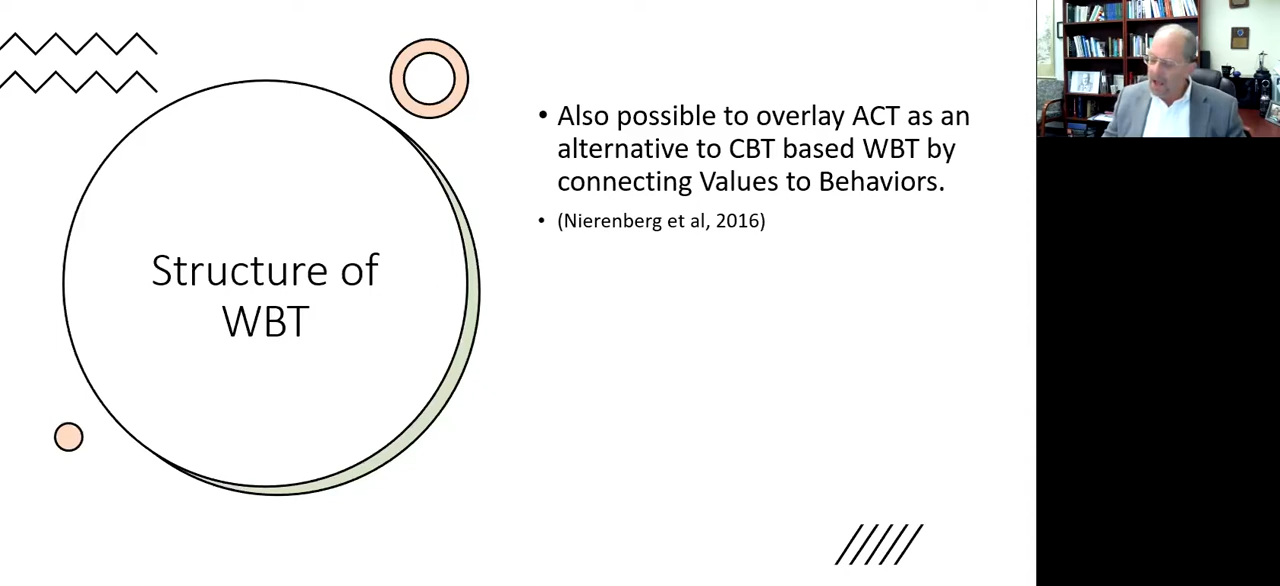 Structure of
WBT
• Also possible to overlay ACT as an
alternative to CBT based WBT by
connecting Values to Behaviors.
• (Nierenberg et al, 2016)